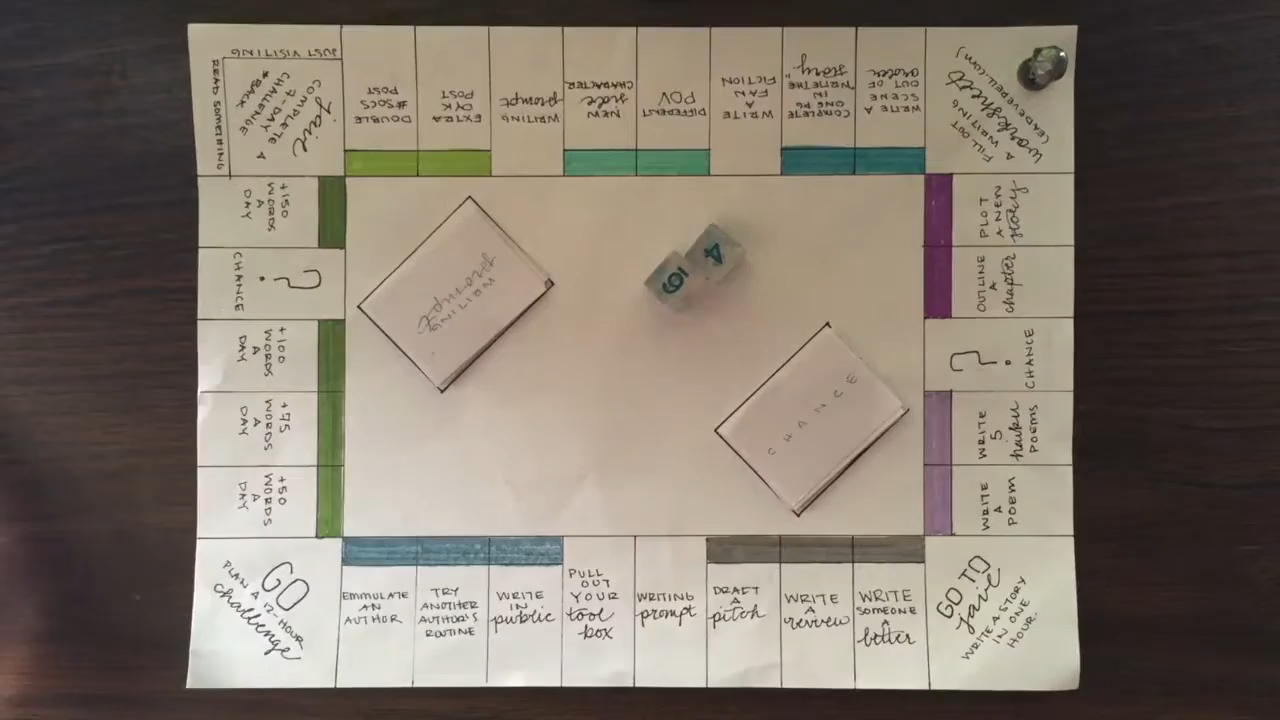 JUST VISITING
READ SOMETHING
jail
COMPLETE A
7-DAY
CHALLENGE
*BACK
DOUBLE
#SOCS
POST
EXTRA
DYK
POST
WRITING
prompt
NEW
side
CHARACTER
DIFFERENT
POV
WRITE
A
FAN
FICTION
COMPLETE
ONE PG
IN
"WRITE THE
story"
WRITE A
SCENE
OUT OF
order
FILL OUT
A WRITING
worksheet
+150
WORDS
A
DAY
?
CHANCE
+100
WORDS
A
DAY
+75
WORDS
A
DAY
+50
WORDS
A
DAY
WRITING
4
6
CHANCE
PLOT
A NEW
story
OUTLINE
A
chapter
?
CHANCE
WRITE
5
haiku
POEMS
WRITE
A
POEM
GO
PLAN A 12-HOUR
challenge
EMMULATE
AN
AUTHOR
TRY
ANOTHER
AUTHOR'S
ROUTINE
WRITE
IN
public
PULL
OUT
YOUR
tool
box
WRITING
prompt
DRAFT
A
pitch
WRITE
A
review
WRITE
SOMEONE
A
letter
GO TO
jail
WRITE A STORY
IN ONE
HOUR.